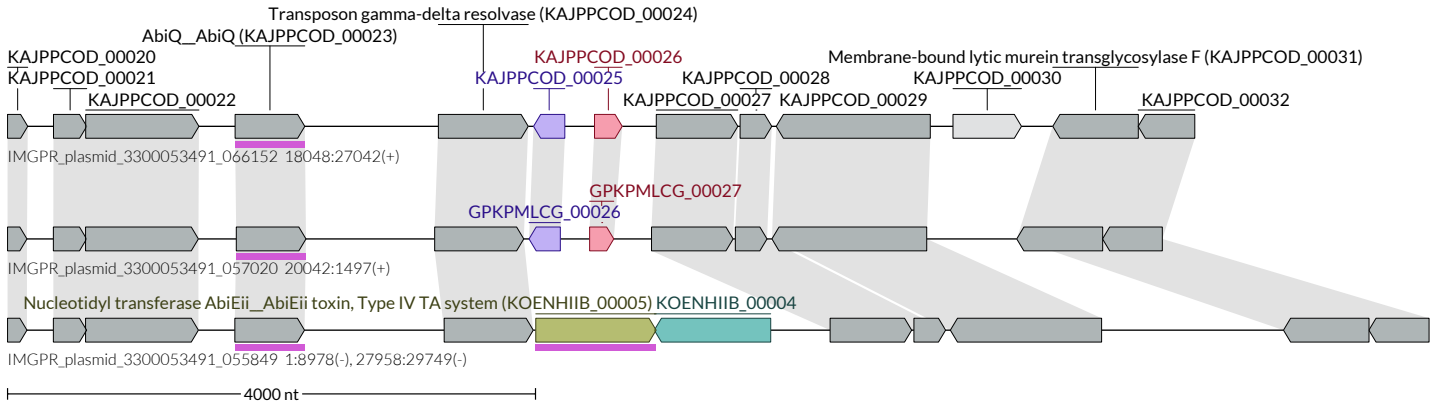 Transposon gamma-delta resolvase (KAJPPCOD_00024)
AbiQ__AbiQ (KAJPPCOD_00023)
KAJPPCOD_00020 KAJPPCOD_00026 Membrane-bound lytic murein transglycosylase F (KAJPPCOD_00031)
KAJPPCOD_00021 KAJPPCOD_00025 KAJPPCOD_00028 KAJPPCOD_00030
KAJPPCOD_00022 KAJPPCOD_00027 KAJPPCOD_00029 KAJPPCOD_00032
IMGPR_plasmid_3300053491_066152 18048:27042(+)
GPKPMLCG_00027
GPKPMLCG_00026
IMGPR_plasmid_3300053491_057020 20042:1497(+)
Nucleotidyl transferase AbiEii__AbiEii toxin, Type IV TA system (KOENHIIB_00005) KOENHIIB_00004
IMGPR_plasmid_3300053491_055849 1:8978(-), 27958:29749(-)
4000 nt